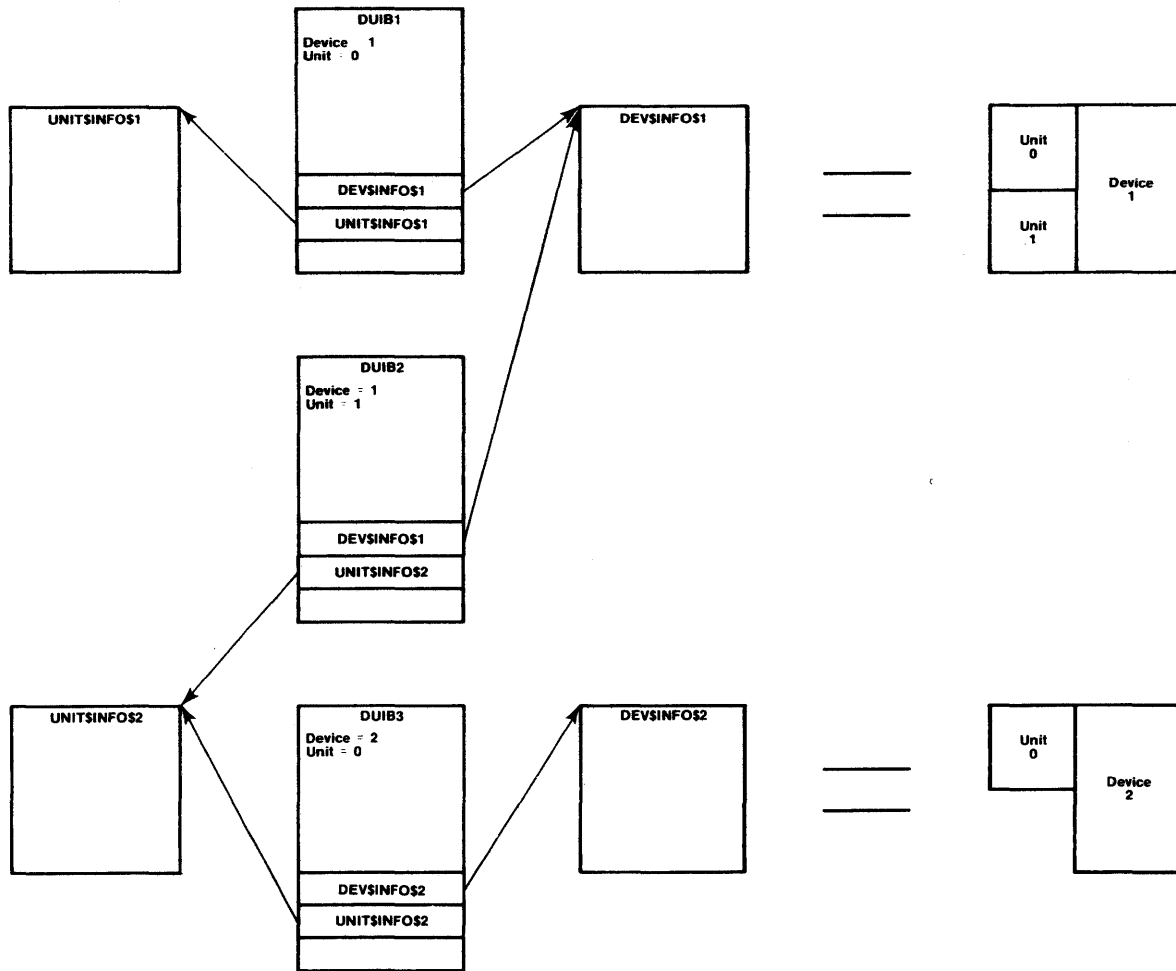 DUIB1
Device = 1
Unit = 0
DEV$INFO$1
UNIT$INFO$1
UNIT$INFO$1
DEV$INFO$1
Unit
0
Unit
1
Device
1
DUIB2
Device = 1
Unit = 1
DEV$INFO$1
UNIT$INFO$2
UNIT$INFO$2
DUIB3
Device = 2
Unit = 0
DEV$INFO$2
UNIT$INFO$2
DEV$INFO$2
Unit
0
Device
2